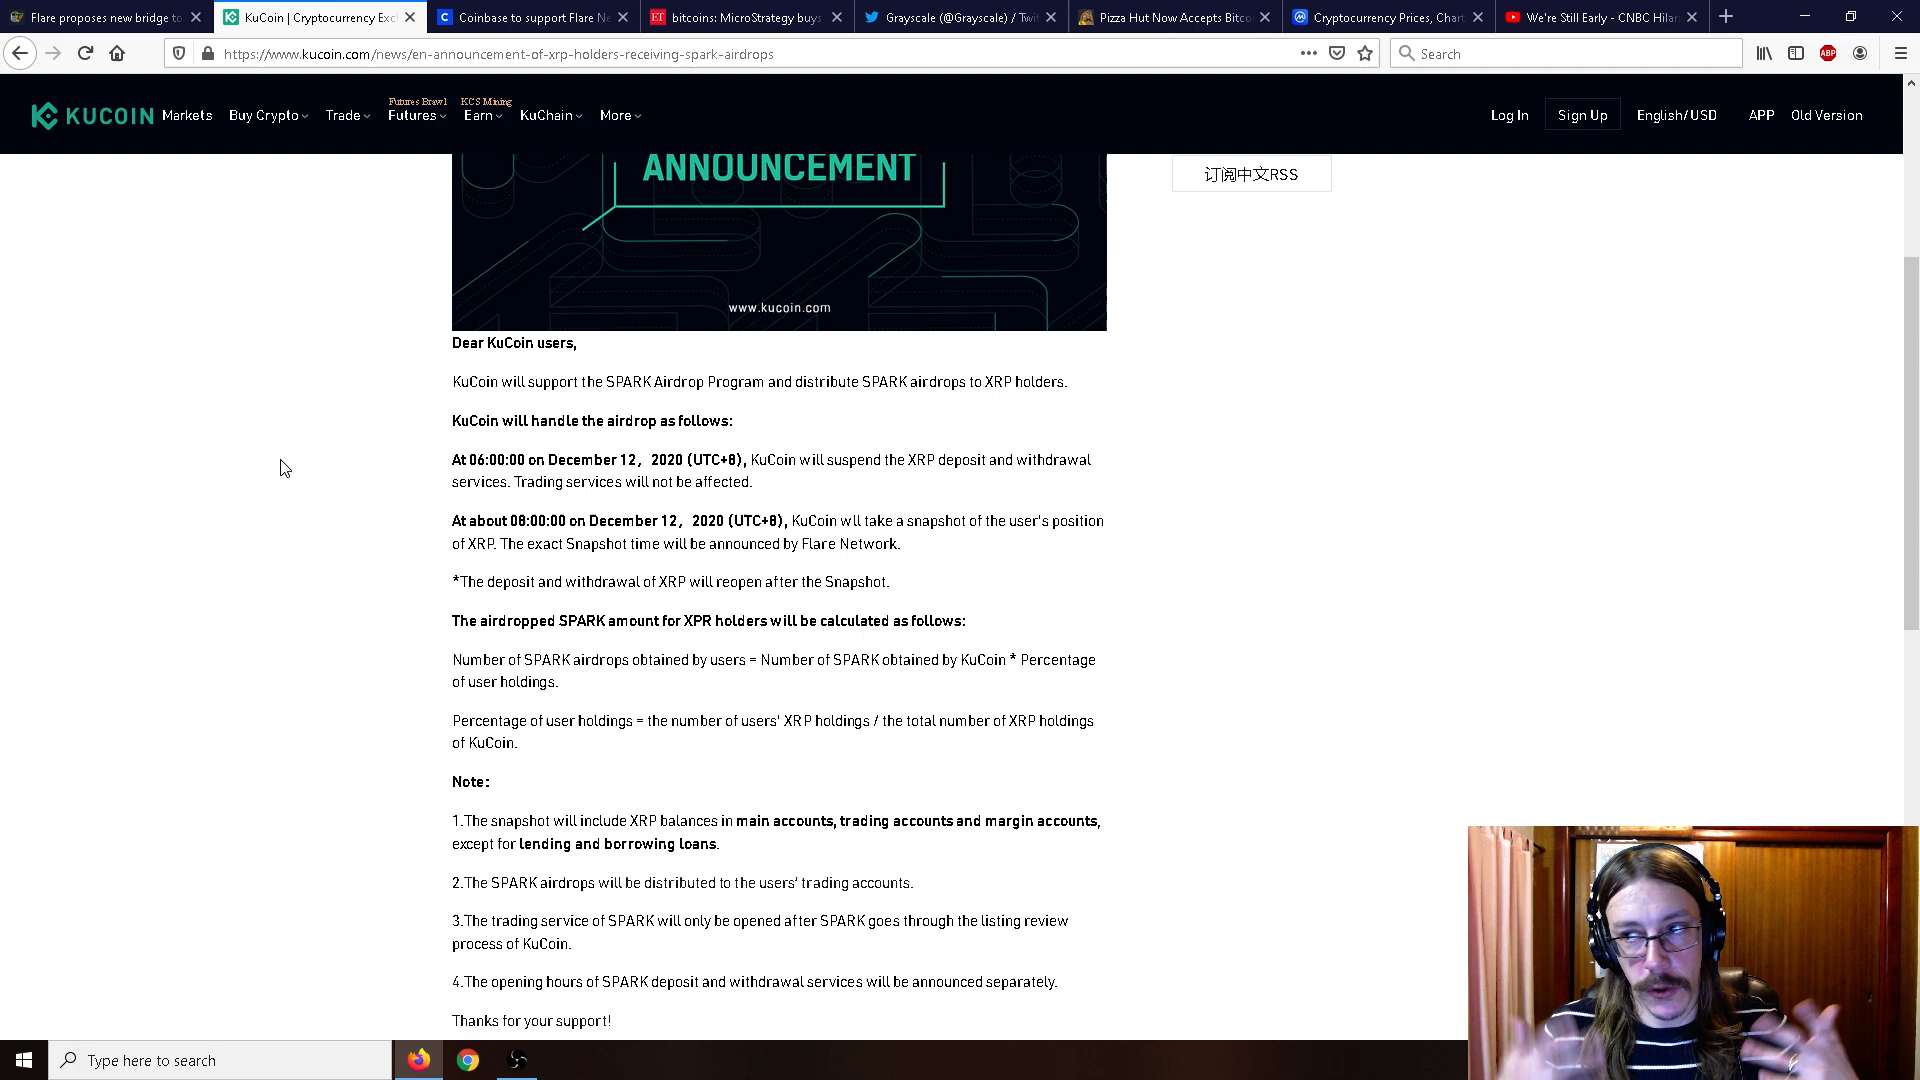 Flare proposes new bridge to
KuCoin | Cryptocurrency Excl
Coinbase to support Flare Ne
bitcoins: MicroStrategy buys
Grayscale (@Grayscale) / Twit
Pizza Hut Now Accepts Bitco
Cryptocurrency Prices, Chart
We're Still Early - CNBC Hilar
https://www.kucoin.com/news/en-announcement-of-xrp-holders-receiving-spark-airdrops
Search
ABP
KUCOIN
Markets
Buy Crypto
Trade
Futures Brawl
Futures
KCS Mining
Earn
KuChain
More
Log In
Sign Up
English/USD
APP
Old Version
ANNOUNCEMENT
www.kucoin.com
订阅中文RSS
Dear KuCoin users,
KuCoin will support the SPARK Airdrop Program and distribute SPARK airdrops to XRP holders.
KuCoin will handle the airdrop as follows:
At 06:00:00 on December 12，2020 (UTC+8), KuCoin will suspend the XRP deposit and withdrawal
services. Trading services will not be affected.
At about 08:00:00 on December 12，2020 (UTC+8), KuCoin wll take a snapshot of the user's position
of XRP. The exact Snapshot time will be announced by Flare Network.
*The deposit and withdrawal of XRP will reopen after the Snapshot.
The airdropped SPARK amount for XPR holders will be calculated as follows:
Number of SPARK airdrops obtained by users = Number of SPARK obtained by KuCoin * Percentage
of user holdings.
Percentage of user holdings = the number of users' XRP holdings / the total number of XRP holdings
of KuCoin.
Note:
1.The snapshot will include XRP balances in main accounts, trading accounts and margin accounts,
except for lending and borrowing loans.
2.The SPARK airdrops will be distributed to the users' trading accounts.
3.The trading service of SPARK will only be opened after SPARK goes through the listing review
process of KuCoin.
4.The opening hours of SPARK deposit and withdrawal services will be announced separately.
Thanks for your support!
Type here to search